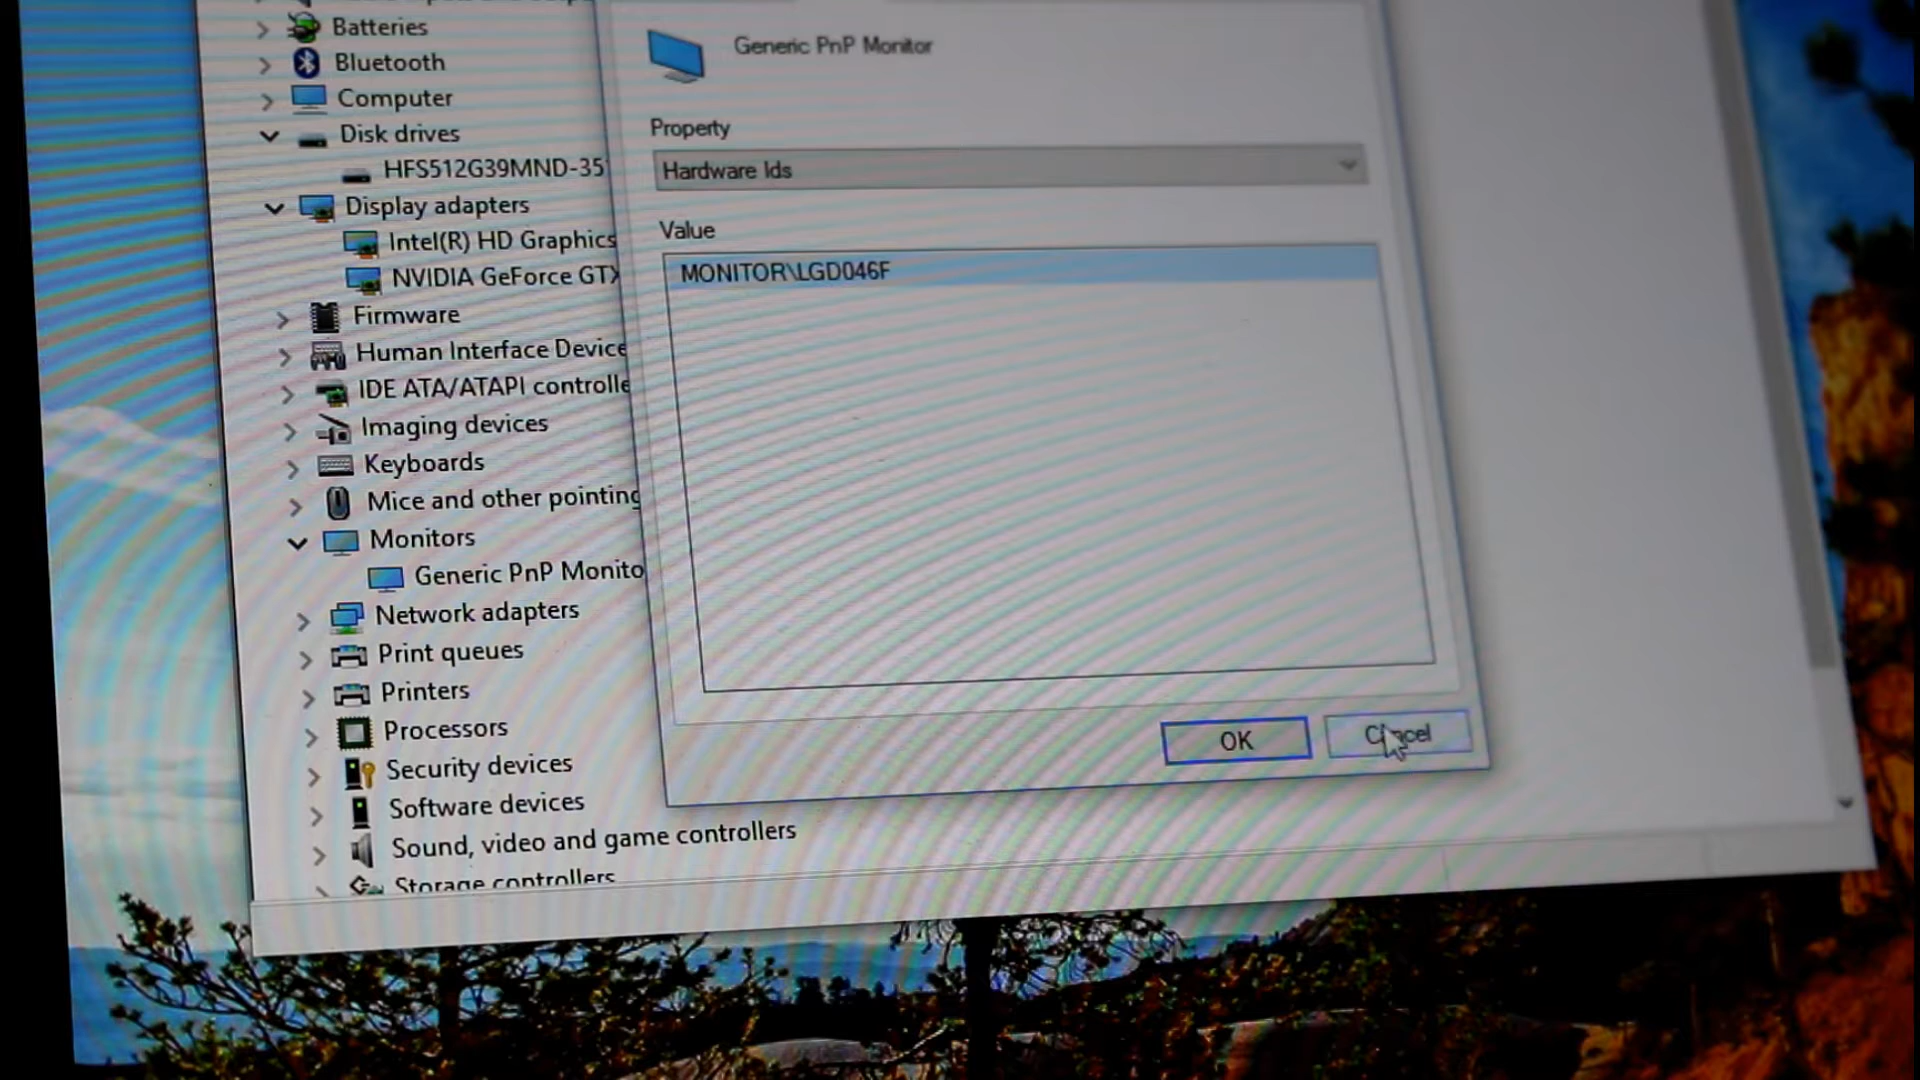 Batteries
Bluetooth
Computer
Disk drives
HFS512G39MND-35
Display adapters
Intel(R) HD Graphics
NVIDIA GeForce GTX
Firmware
Human Interface Device
IDE ATA/ATAPI controlle
Imaging devices
Keyboards
Mice and other pointing
Monitors
Generic PnP Monito
Network adapters
Print queues
Printers
Processors
Security devices
Software devices
Sound, video and game controllers
Storage controllers
Generic PnP Monitor
Property
Hardware Ids
Value
MONITOR\LGD046F
OK
Cancel